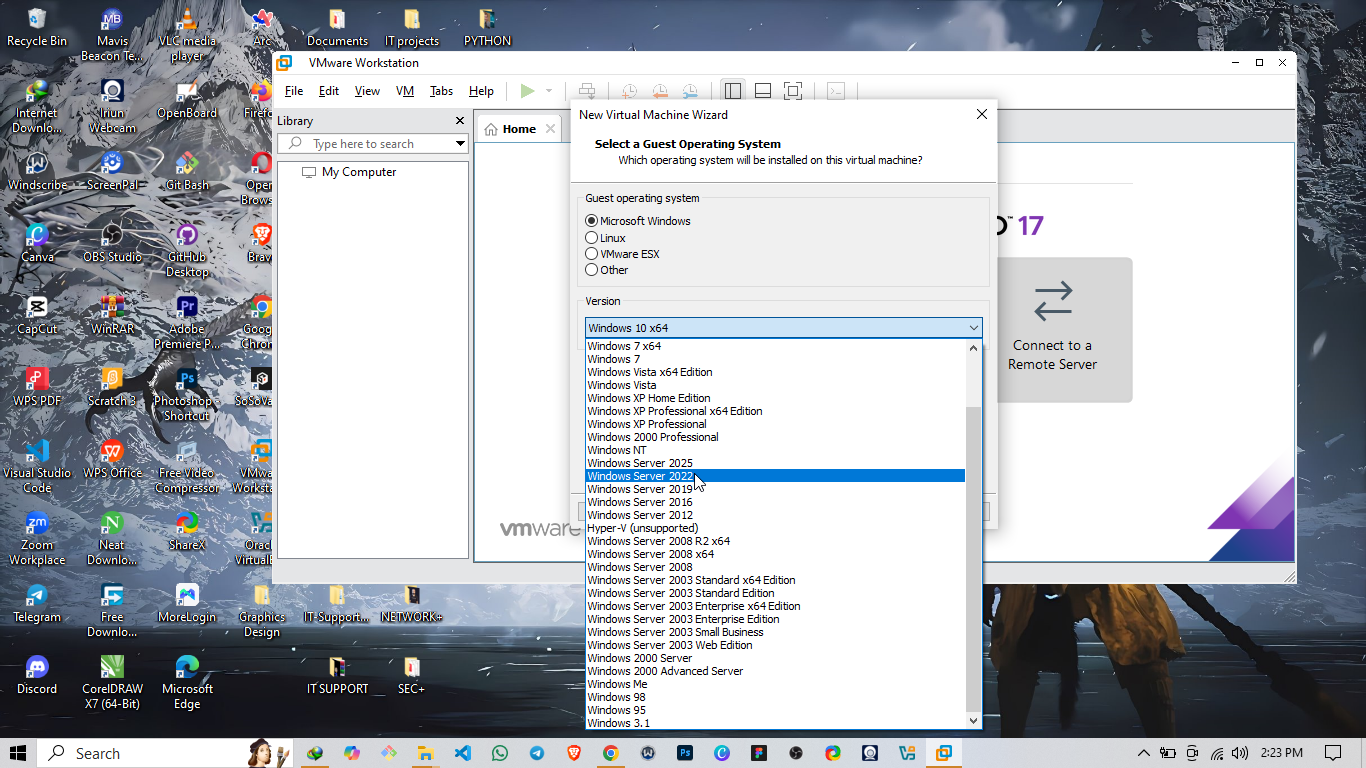 Recycle Bin
Mavis
Beacon Te...
VLC media
player
Arc
Documents
IT projects
PYTHON
Internet
Downlo...
Iriun
Webcam
OpenBoard
Firefo
Windscribe
ScreenPal
Git Bash
Oper
Brows
Canva
OBS Studio
GitHub
Desktop
Brav
CapCut
WinRAR
Adobe
Premiere P...
Goog
Chron
WPS PDF
Scratch 3
Photoshop -
Shortcut
SoSoVa
Visual Studio
Code
WPS Office
Free Video
Compressor
VMwa
Worksta
Zoom
Workplace
Neat
Downlo...
ShareX
Orac
VirtualB
Telegram
Free
Downlo...
MoreLogin
Graphics
Design
IT-Support...
NETWORK+
Discord
CorelDRAW
X7 (64-Bit)
Microsoft
Edge
IT SUPPORT
SEC+
VMware Workstation
File Edit View VM Tabs Help
Library
Type here to search
My Computer
Home
17
Connect to a
Remote Server
vmware
New Virtual Machine Wizard
Select a Guest Operating System
Which operating system will be installed on this virtual machine?
Guest operating system
Microsoft Windows
Linux
VMware ESX
Other
Version
Windows 10 x64
Windows 7 x64
Windows 7
Windows Vista x64 Edition
Windows Vista
Windows XP Home Edition
Windows XP Professional x64 Edition
Windows XP Professional
Windows 2000 Professional
Windows NT
Windows Server 2025
Windows Server 2022
Windows Server 2019
Windows Server 2016
Windows Server 2012
Hyper-V (unsupported)
Windows Server 2008 R2 x64
Windows Server 2008 x64
Windows Server 2008
Windows Server 2003 Standard x64 Edition
Windows Server 2003 Standard Edition
Windows Server 2003 Enterprise x64 Edition
Windows Server 2003 Enterprise Edition
Windows Server 2003 Small Business
Windows Server 2003 Web Edition
Windows 2000 Server
Windows 2000 Advanced Server
Windows Me
Windows 98
Windows 95
Windows 3.1
Search
2:23 PM